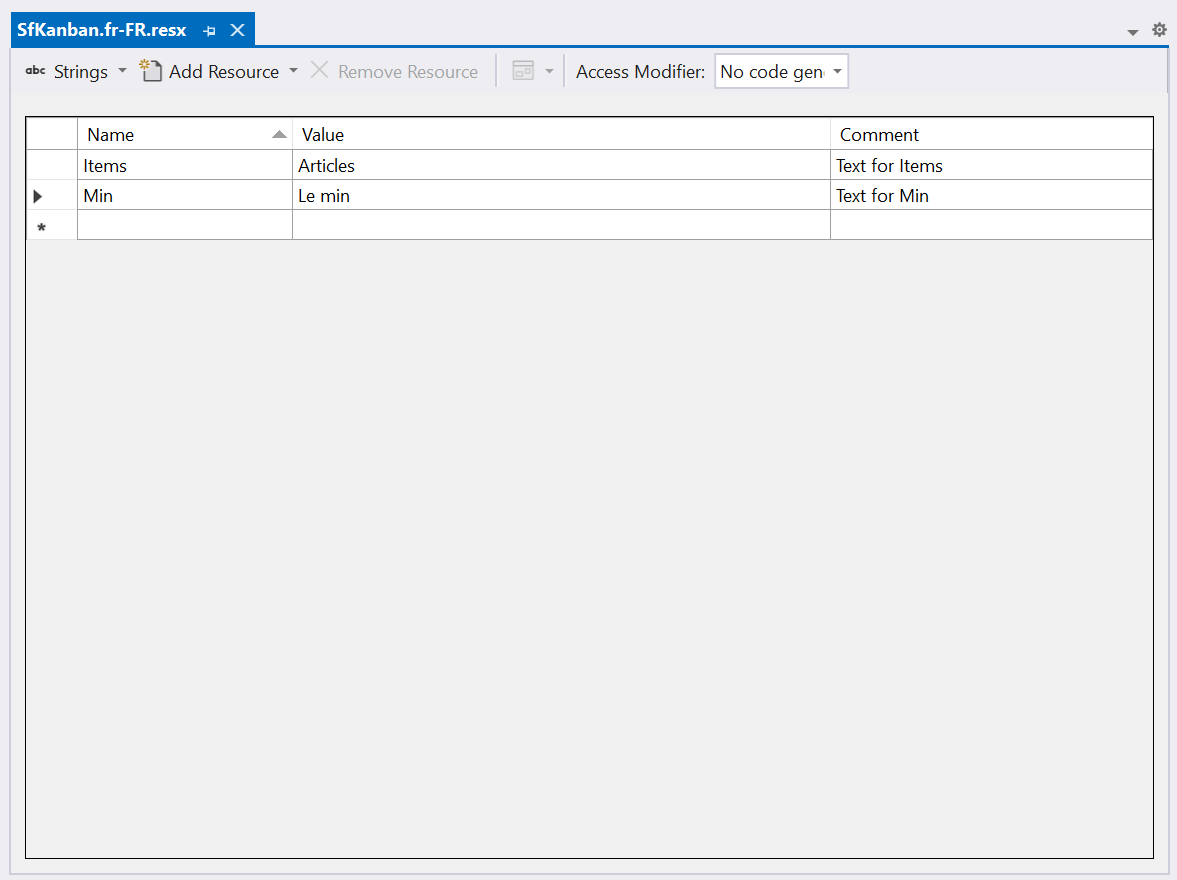 SfKanban.fr-FR.resx
abc Strings Add Resource Remove Resource Access Modifier: No code gen
Name Value Comment
Items Articles Text for Items
Min Le min Text for Min
*